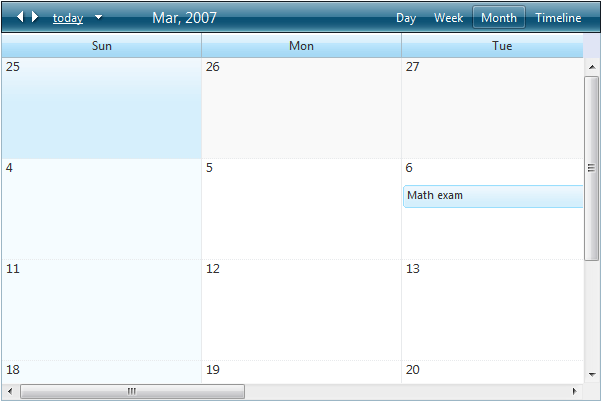 today Mar, 2007 Day Week Month Timeline
Sun Mon Tue
25 26 27
4 5 6
Math exam
11 12 13
18 19 20